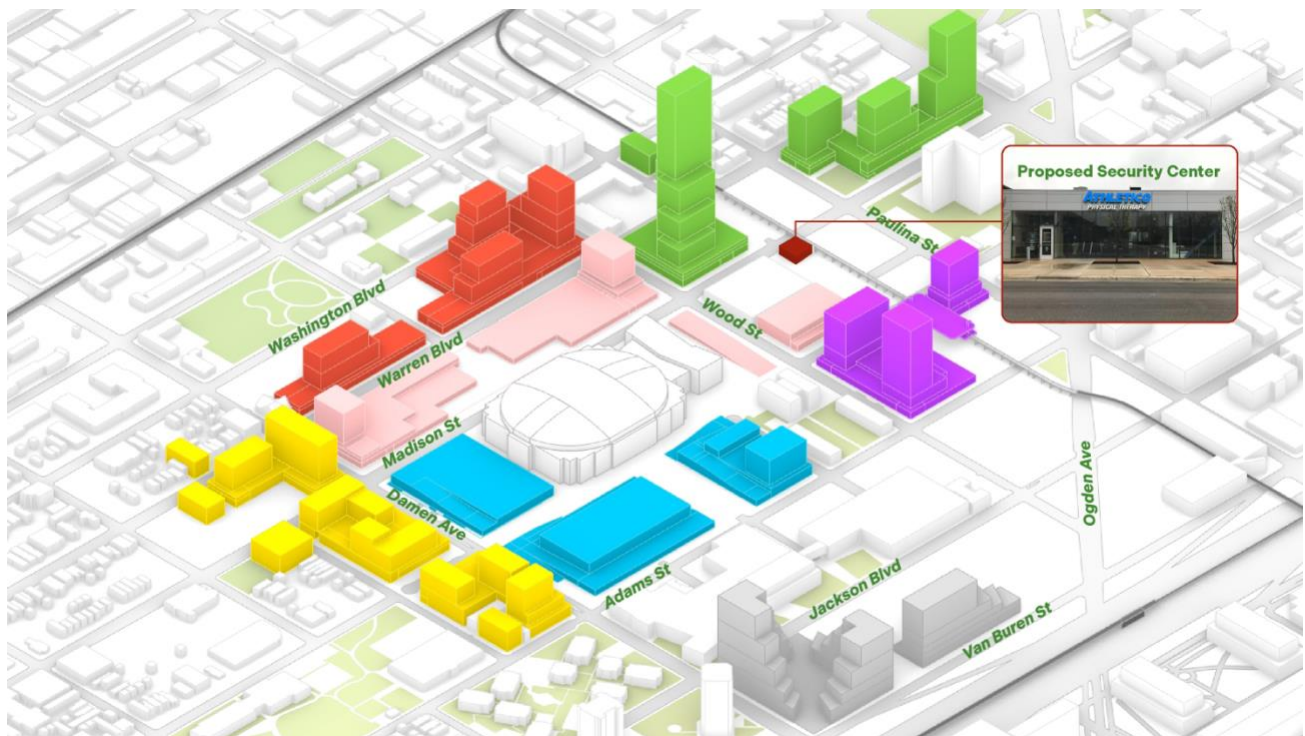 Proposed Security Center
ATHLETICO
PHYSICAL THERAPY
Paulina St
Washington Blvd
Wood St
Warren Blvd
Madison St
Damen Ave
Ogden Ave
Adams St
Jackson Blvd
Van Buren St